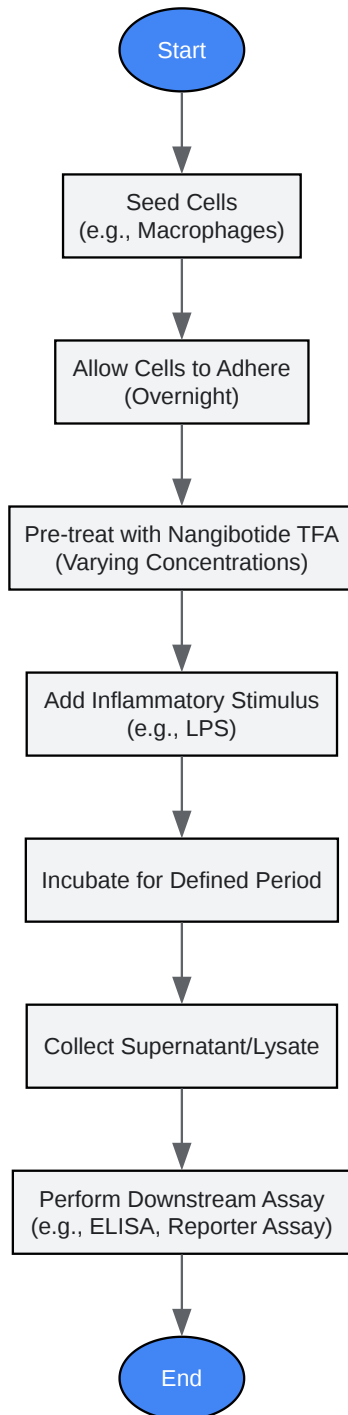 Start
Seed Cells
(e.g., Macrophages)
Allow Cells to Adhere
(Overnight)
Pre-treat with Nangibotide TFA
(Varying Concentrations)
Add Inflammatory Stimulus
(e.g., LPS)
Incubate for Defined Period
Collect Supernatant/Lysate
Perform Downstream Assay
(e.g., ELISA, Reporter Assay)
End